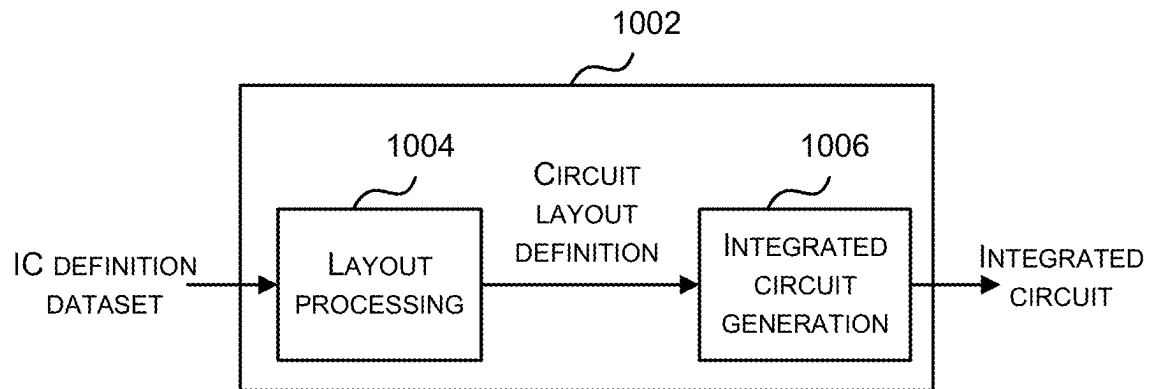 1002
1004
1006
CIRCUIT
LAYOUT
DEFINITION
IC DEFINITION
DATASET
LAYOUT
PROCESSING
INTEGRATED
CIRCUIT
GENERATION
INTEGRATED
CIRCUIT